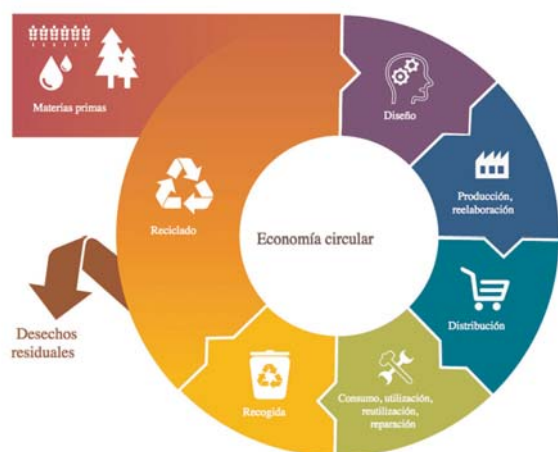 Materias primas
Diseño
Producción,
reelaboración
Distribución
Consumo, utilización,
reutilización,
reparación
Recogida
Reciclado
Desechos
residuales
Economía circular